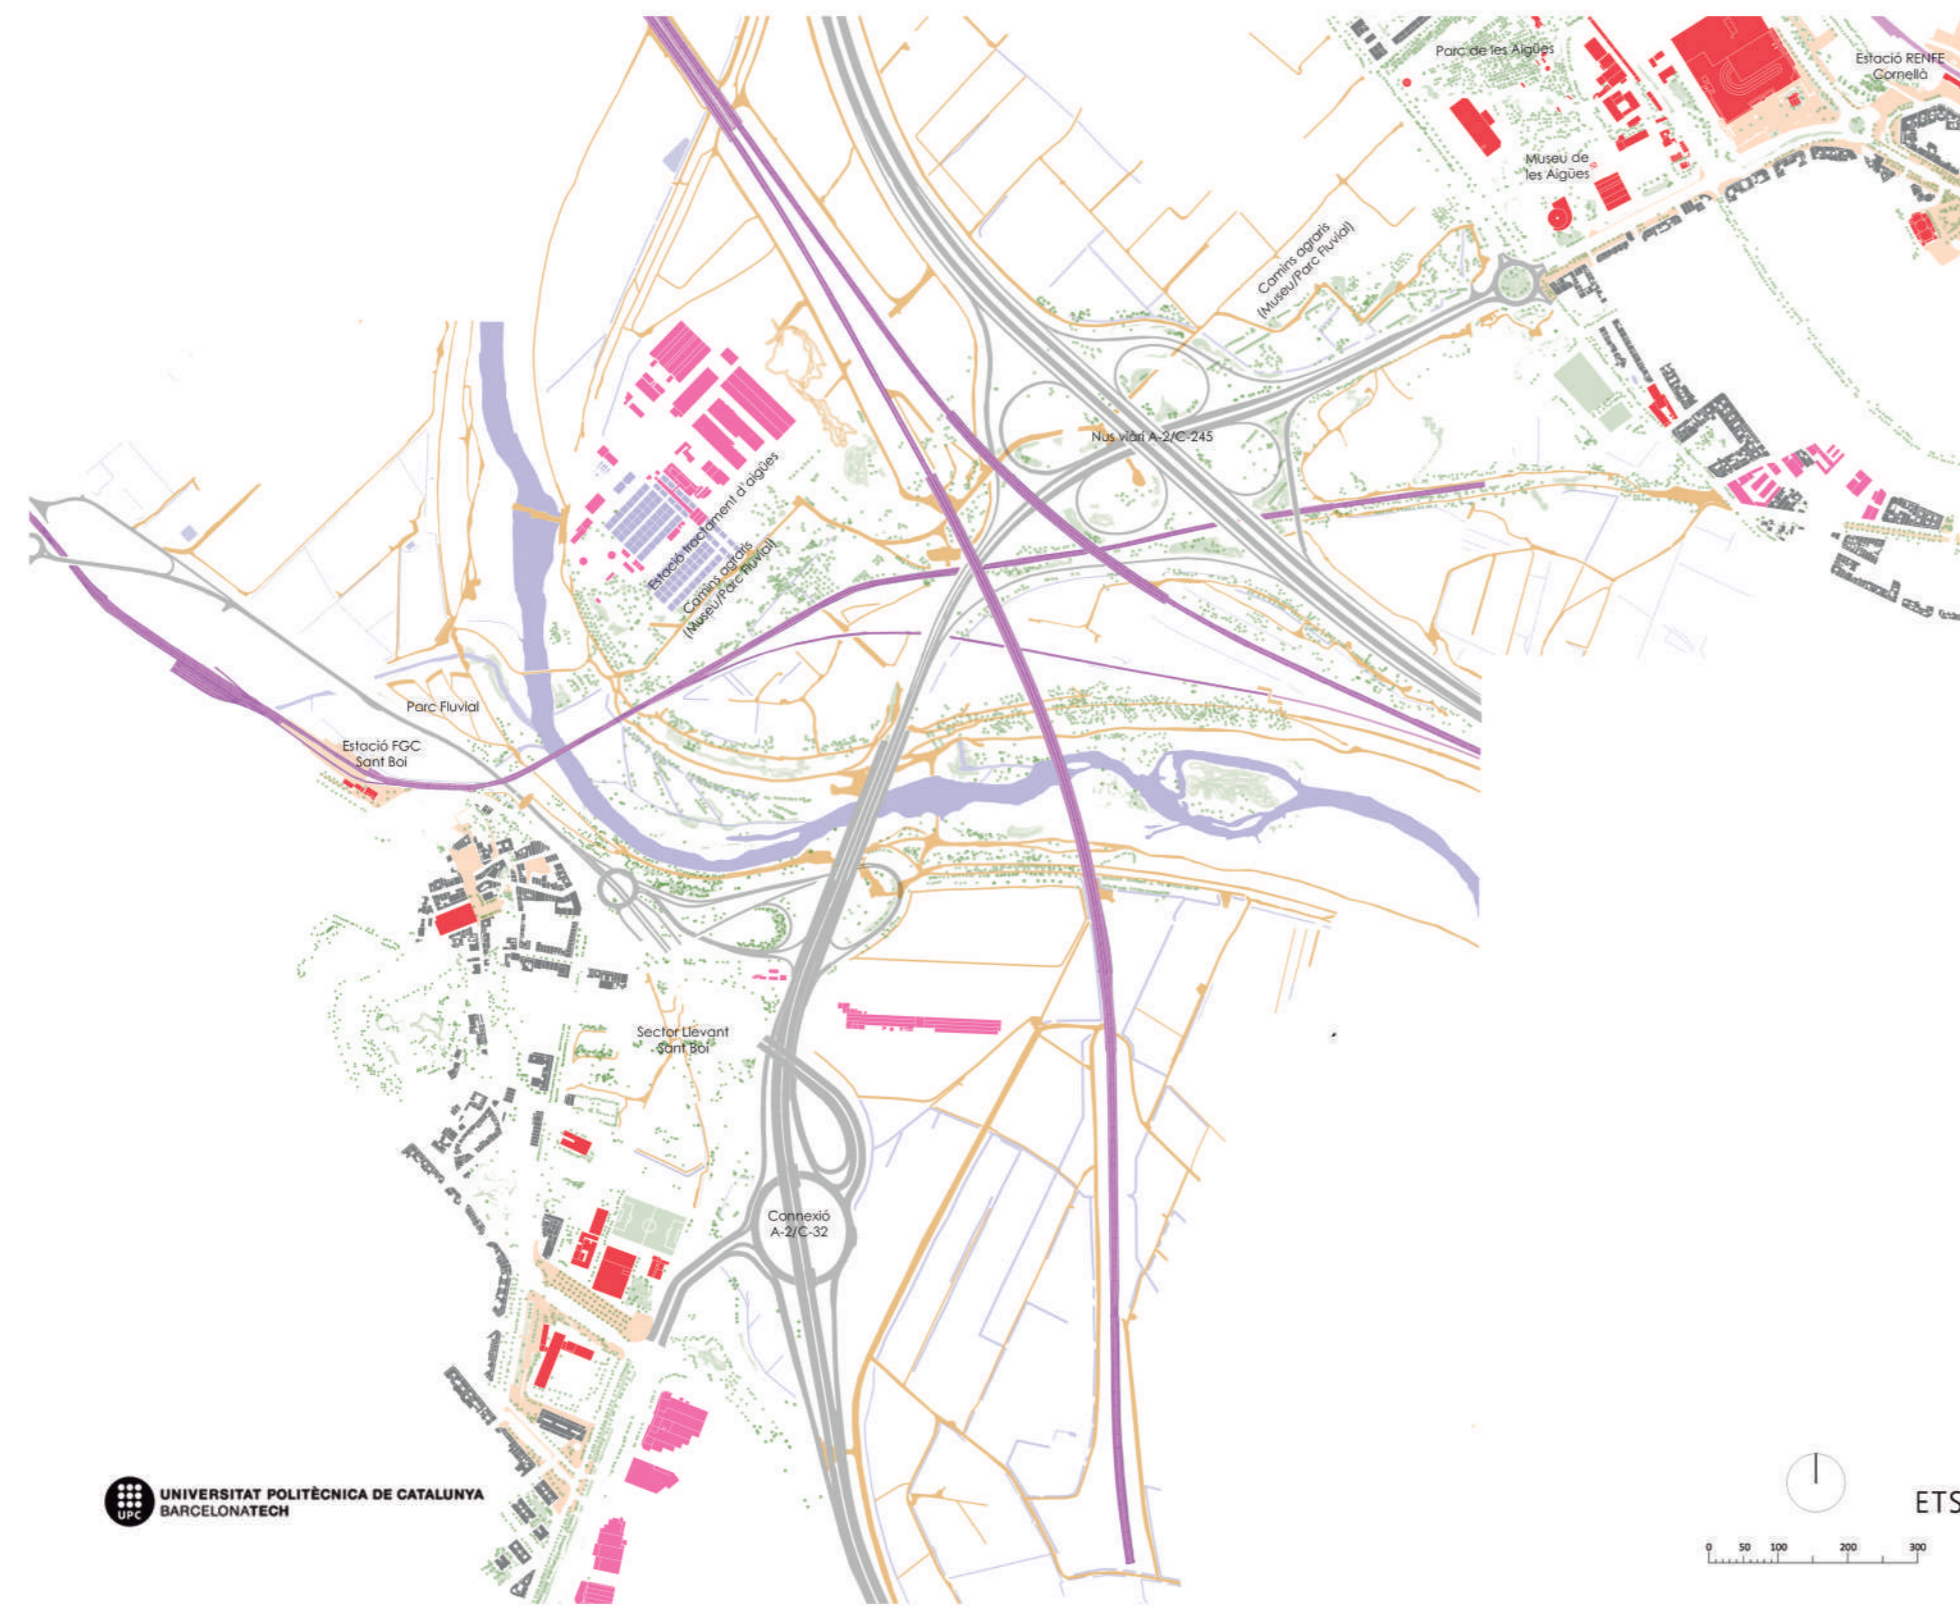 Parc de les Aigües
Estació RENFE
Cornellà
Museu de
les Aigües
Camins agraris
(Museu/Parc Fluvial)
Nus viari A-2/C-245
Estació tractament d'aigües
Camins agraris
(Museu/Parc Fluvial)
Parc Fluvial
Estació FGC
Sant Boi
Sector Llevant
Sant Boi
Connexió
A-2/C-32
UPC
UNIVERSITAT POLITÈCNICA DE CATALUNYA
BARCELONATECH
ETS
0 50 100 200 300